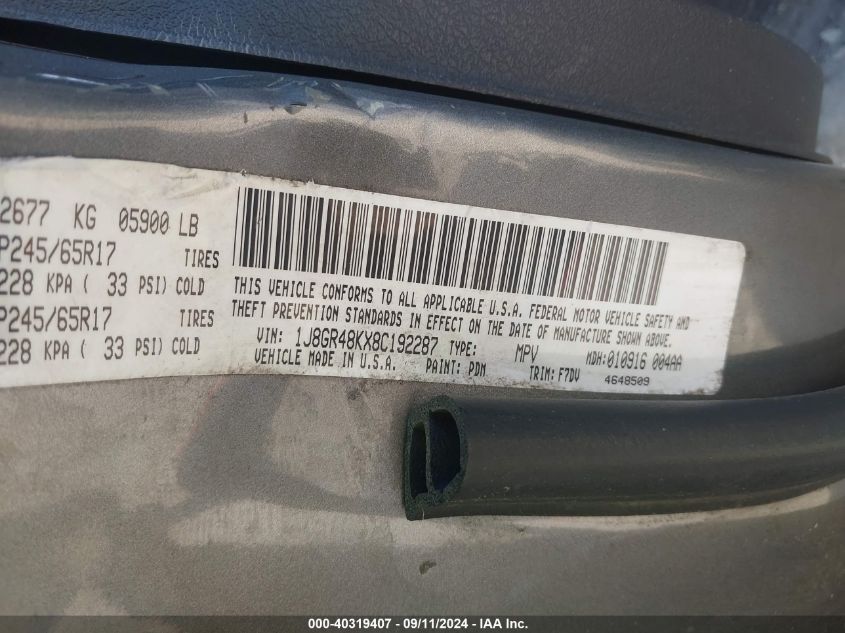 2677 KG 05900 LB
P245/65R17 TIRES
228 KPA ( 33 PSI) COLD
P245/65R17 TIRES
228 KPA ( 33 PSI) COLD
THIS VEHICLE CONFORMS TO ALL APPLICABLE U.S.A. FEDERAL MOTOR VEHICLE SAFETY AND
THEFT PREVENTION STANDARDS IN EFFECT ON THE DATE OF MANUFACTURE SHOWN ABOVE.
VIN: 1J8GR48KX8C192287 TYPE: MPV MDH:010916 004AA
VEHICLE MADE IN U.S.A. PAINT: PDM TRIM: F7DV 4648509
000-40319407 - 09/11/2024 - IAA Inc.